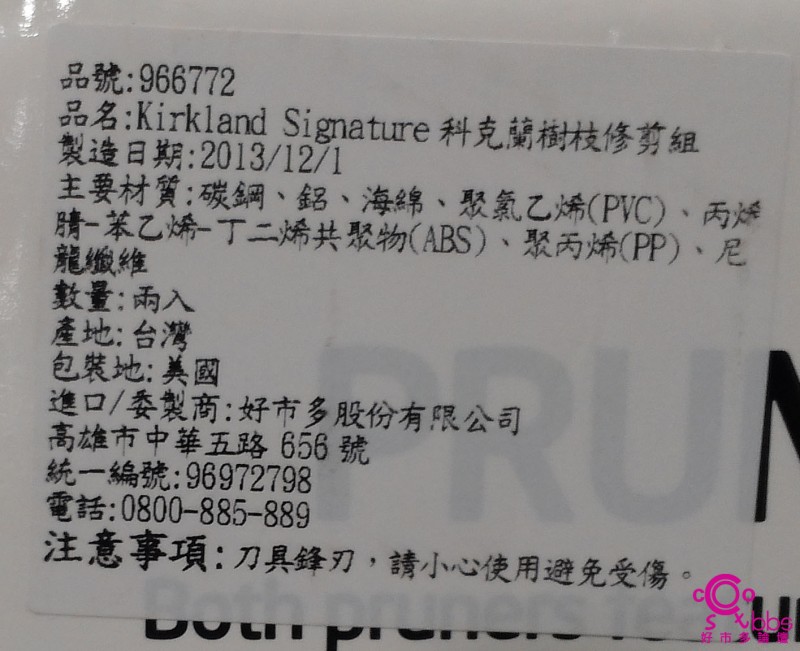 品號:966772
品名:Kirkland Signature 科克蘭樹枝修剪組
製造日期:2013/12/1
主要材質:碳鋼、鋁、海綿、聚氯乙烯(PVC)、丙烯
腈-苯乙烯-丁二烯共聚物(ABS)、聚丙烯(PP)、尼
龍纖維
數量:兩入
產地:台灣
包裝地:美國
進口/委製商:好市多股份有限公司
高雄市中華五路 656 號
統一編號:96972798
電話:0800-885-889
注意事項:刀具鋒刃，請小心使用避免受傷。
PRUN
Both pruners
Costbbs
好市多論壇